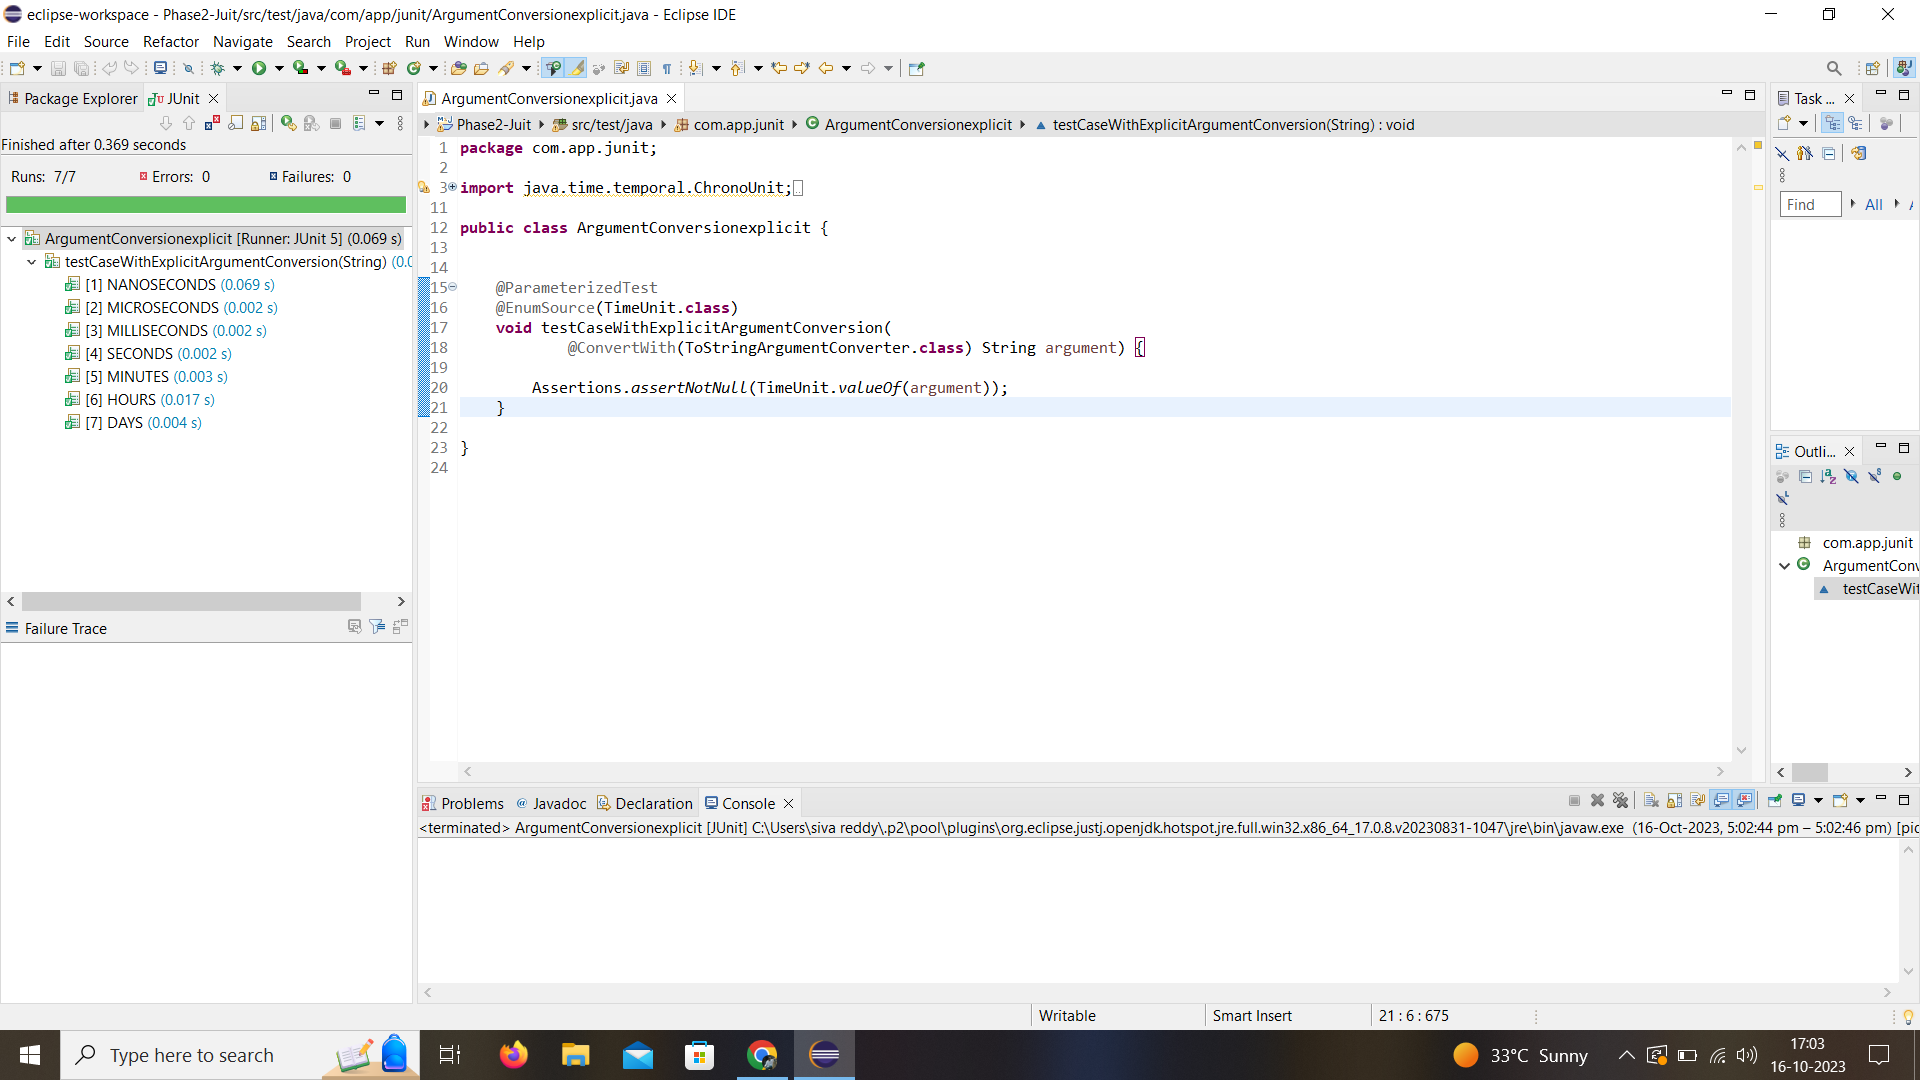 eclipse-workspace - Phase2-Juit/src/test/java/com/app/junit/ArgumentConversionexplicit.java - Eclipse IDE
File Edit Source Refactor Navigate Search Project Run Window Help
Package Explorer JUnit
Finished after 0.369 seconds
Runs: 7/7 Errors: 0 Failures: 0
ArgumentConversionexplicit [Runner: JUnit 5] (0.069 s)
testCaseWithExplicitArgumentConversion(String) (0.0
[1] NANOSECONDS (0.069 s)
[2] MICROSECONDS (0.002 s)
[3] MILLISECONDS (0.002 s)
[4] SECONDS (0.002 s)
[5] MINUTES (0.003 s)
[6] HOURS (0.017 s)
[7] DAYS (0.004 s)
Failure Trace
ArgumentConversionexplicit.java
Phase2-Juit src/test/java com.app.junit ArgumentConversionexplicit testCaseWithExplicitArgumentConversion(String) : void
1 package com.app.junit;
2
3 import java.time.temporal.ChronoUnit;
11
12 public class ArgumentConversionexplicit {
13
14
15 @ParameterizedTest
16 @EnumSource(TimeUnit.class)
17 void testCaseWithExplicitArgumentConversion(
18 @ConvertWith(ToStringArgumentConverter.class) String argument) {
19
20 Assertions.assertNotNull(TimeUnit.valueOf(argument));
21 }
22
23 }
24
Task ...
Find All
Outli...
com.app.junit
ArgumentConv
testCaseWit
Problems Javadoc Declaration Console
<terminated> ArgumentConversionexplicit [JUnit] C:\Users\siva reddy\.p2\pool\plugins\org.eclipse.justj.openjdk.hotspot.jre.full.win32.x86_64_17.0.8.v20230831-1047\jre\bin\javaw.exe (16-Oct-2023, 5:02:44 pm – 5:02:46 pm) [pic
Writable Smart Insert 21 : 6 : 675
Type here to search
33°C Sunny
17:03
16-10-2023